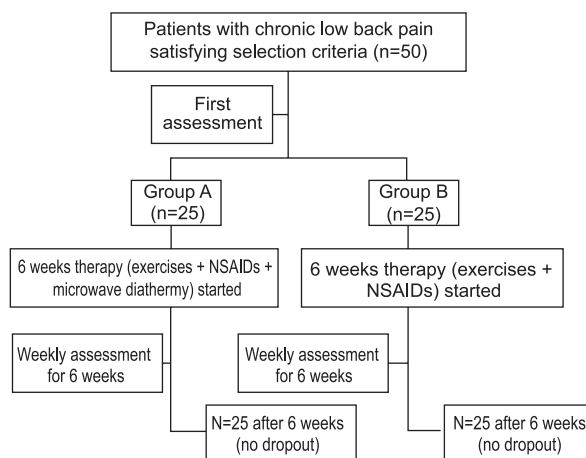 Patients with chronic low back pain
satisfying selection criteria (n=50)
First
assessment
Group A
(n=25)
Group B
(n=25)
6 weeks therapy (exercises + NSAIDs +
microwave diathermy) started
6 weeks therapy (exercises +
NSAIDs) started
Weekly assessment
for 6 weeks
Weekly assessment
for 6 weeks
N=25 after 6 weeks
(no dropout)
N=25 after 6 weeks
(no dropout)